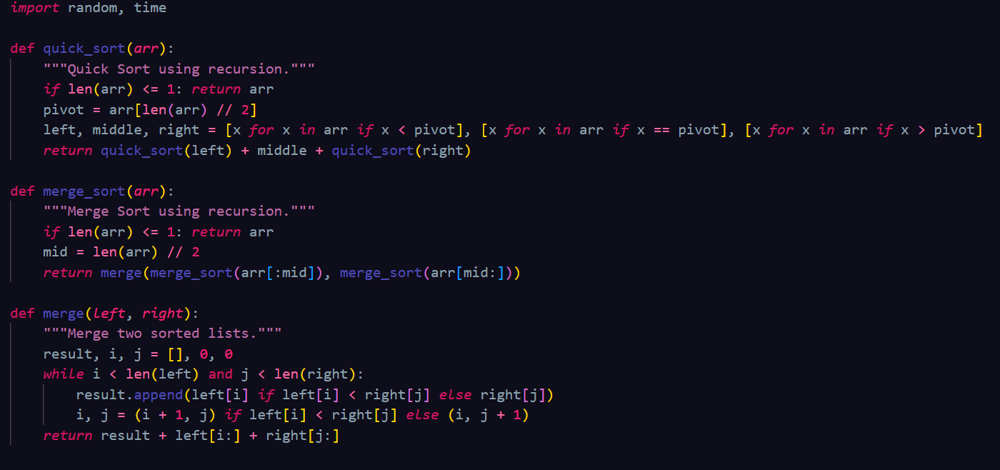 import random, time

def quick_sort(arr):
    """Quick Sort using recursion."""
    if len(arr) <= 1: return arr
    pivot = arr[len(arr) // 2]
    left, middle, right = [x for x in arr if x < pivot], [x for x in arr if x == pivot], [x for x in arr if x > pivot]
    return quick_sort(left) + middle + quick_sort(right)

def merge_sort(arr):
    """Merge Sort using recursion."""
    if len(arr) <= 1: return arr
    mid = len(arr) // 2
    return merge(merge_sort(arr[:mid]), merge_sort(arr[mid:]))

def merge(left, right):
    """Merge two sorted lists."""
    result, i, j = [], 0, 0
    while i < len(left) and j < len(right):
        result.append(left[i] if left[i] < right[j] else right[j])
        i, j = (i + 1, j) if left[i] < right[j] else (i, j + 1)
    return result + left[i:] + right[j:]